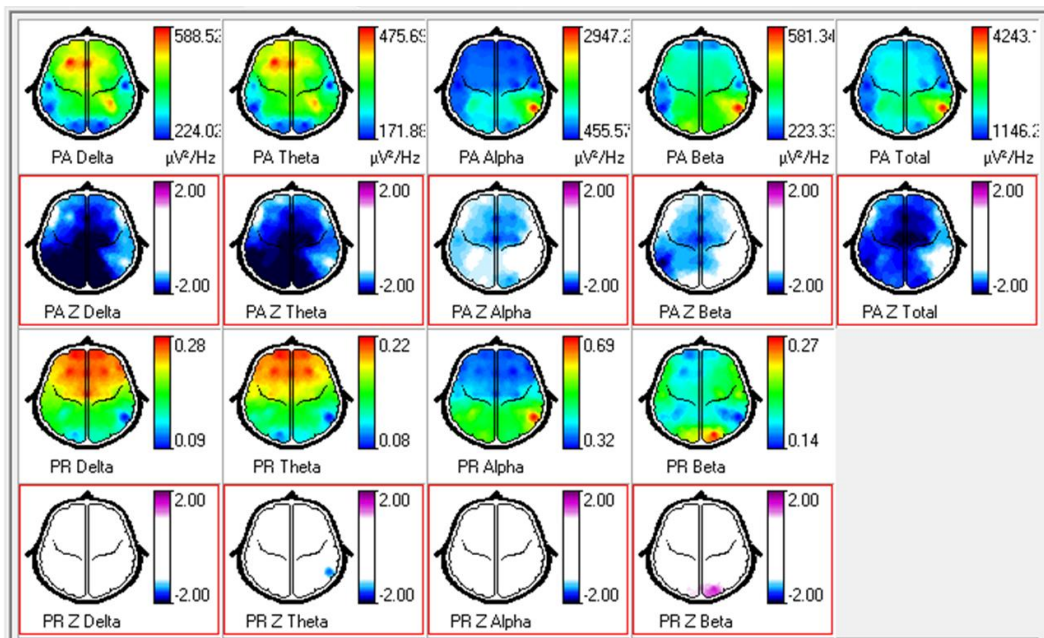 588.52
475.69
2947.2
581.34
4243.1
224.02
171.88
455.57
223.33
1146.2
PA Delta
µV²/Hz
PA Theta
µV²/Hz
PA Alpha
µV²/Hz
PA Beta
µV²/Hz
PA Total
µV²/Hz
2.00
2.00
2.00
2.00
2.00
-2.00
-2.00
-2.00
-2.00
-2.00
PA Z Delta
PA Z Theta
PA Z Alpha
PA Z Beta
PA Z Total
0.28
0.22
0.69
0.27
0.09
0.08
0.32
0.14
PR Delta
PR Theta
PR Alpha
PR Beta
2.00
2.00
2.00
2.00
-2.00
-2.00
-2.00
-2.00
PR Z Delta
PR Z Theta
PR Z Alpha
PR Z Beta